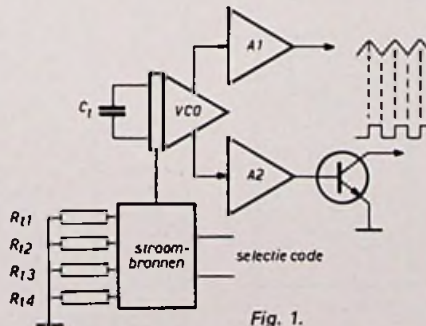 A1
VCO
C₁
A2
Rt1
Rt2
Rt3
Rt4
stroom-
bronnen
selectie code
Fig. 1.